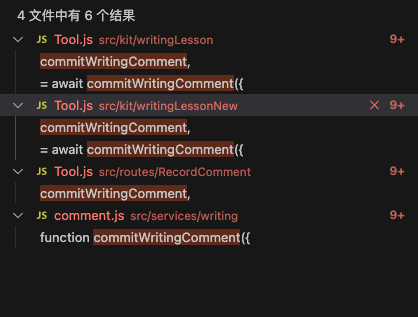 4 文件中有 6 个结果
JS Tool.js src/kit/writingLesson 9+
commitWritingComment,
= await commitWritingComment({
JS Tool.js src/kit/writingLessonNew 9+
commitWritingComment,
= await commitWritingComment({
JS Tool.js src/routes/RecordComment 9+
commitWritingComment,
JS comment.js src/services/writing 9+
function commitWritingComment({